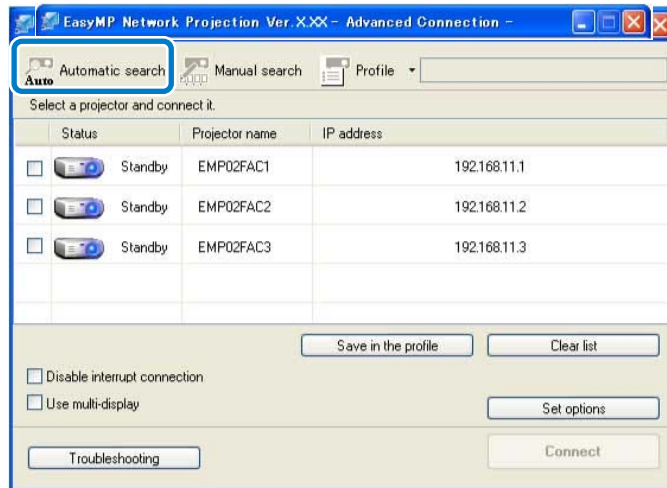 EasyMP Network Projection Ver.X.XX - Advanced Connection -
Auto Automatic search Manual search Profile
Select a projector and connect it.
Status Projector name IP address
Standby EMP02FAC1 192.168.11.1
Standby EMP02FAC2 192.168.11.2
Standby EMP02FAC3 192.168.11.3
Save in the profile Clear list
Disable interrupt connection
Use multi-display
Set options
Troubleshooting Connect